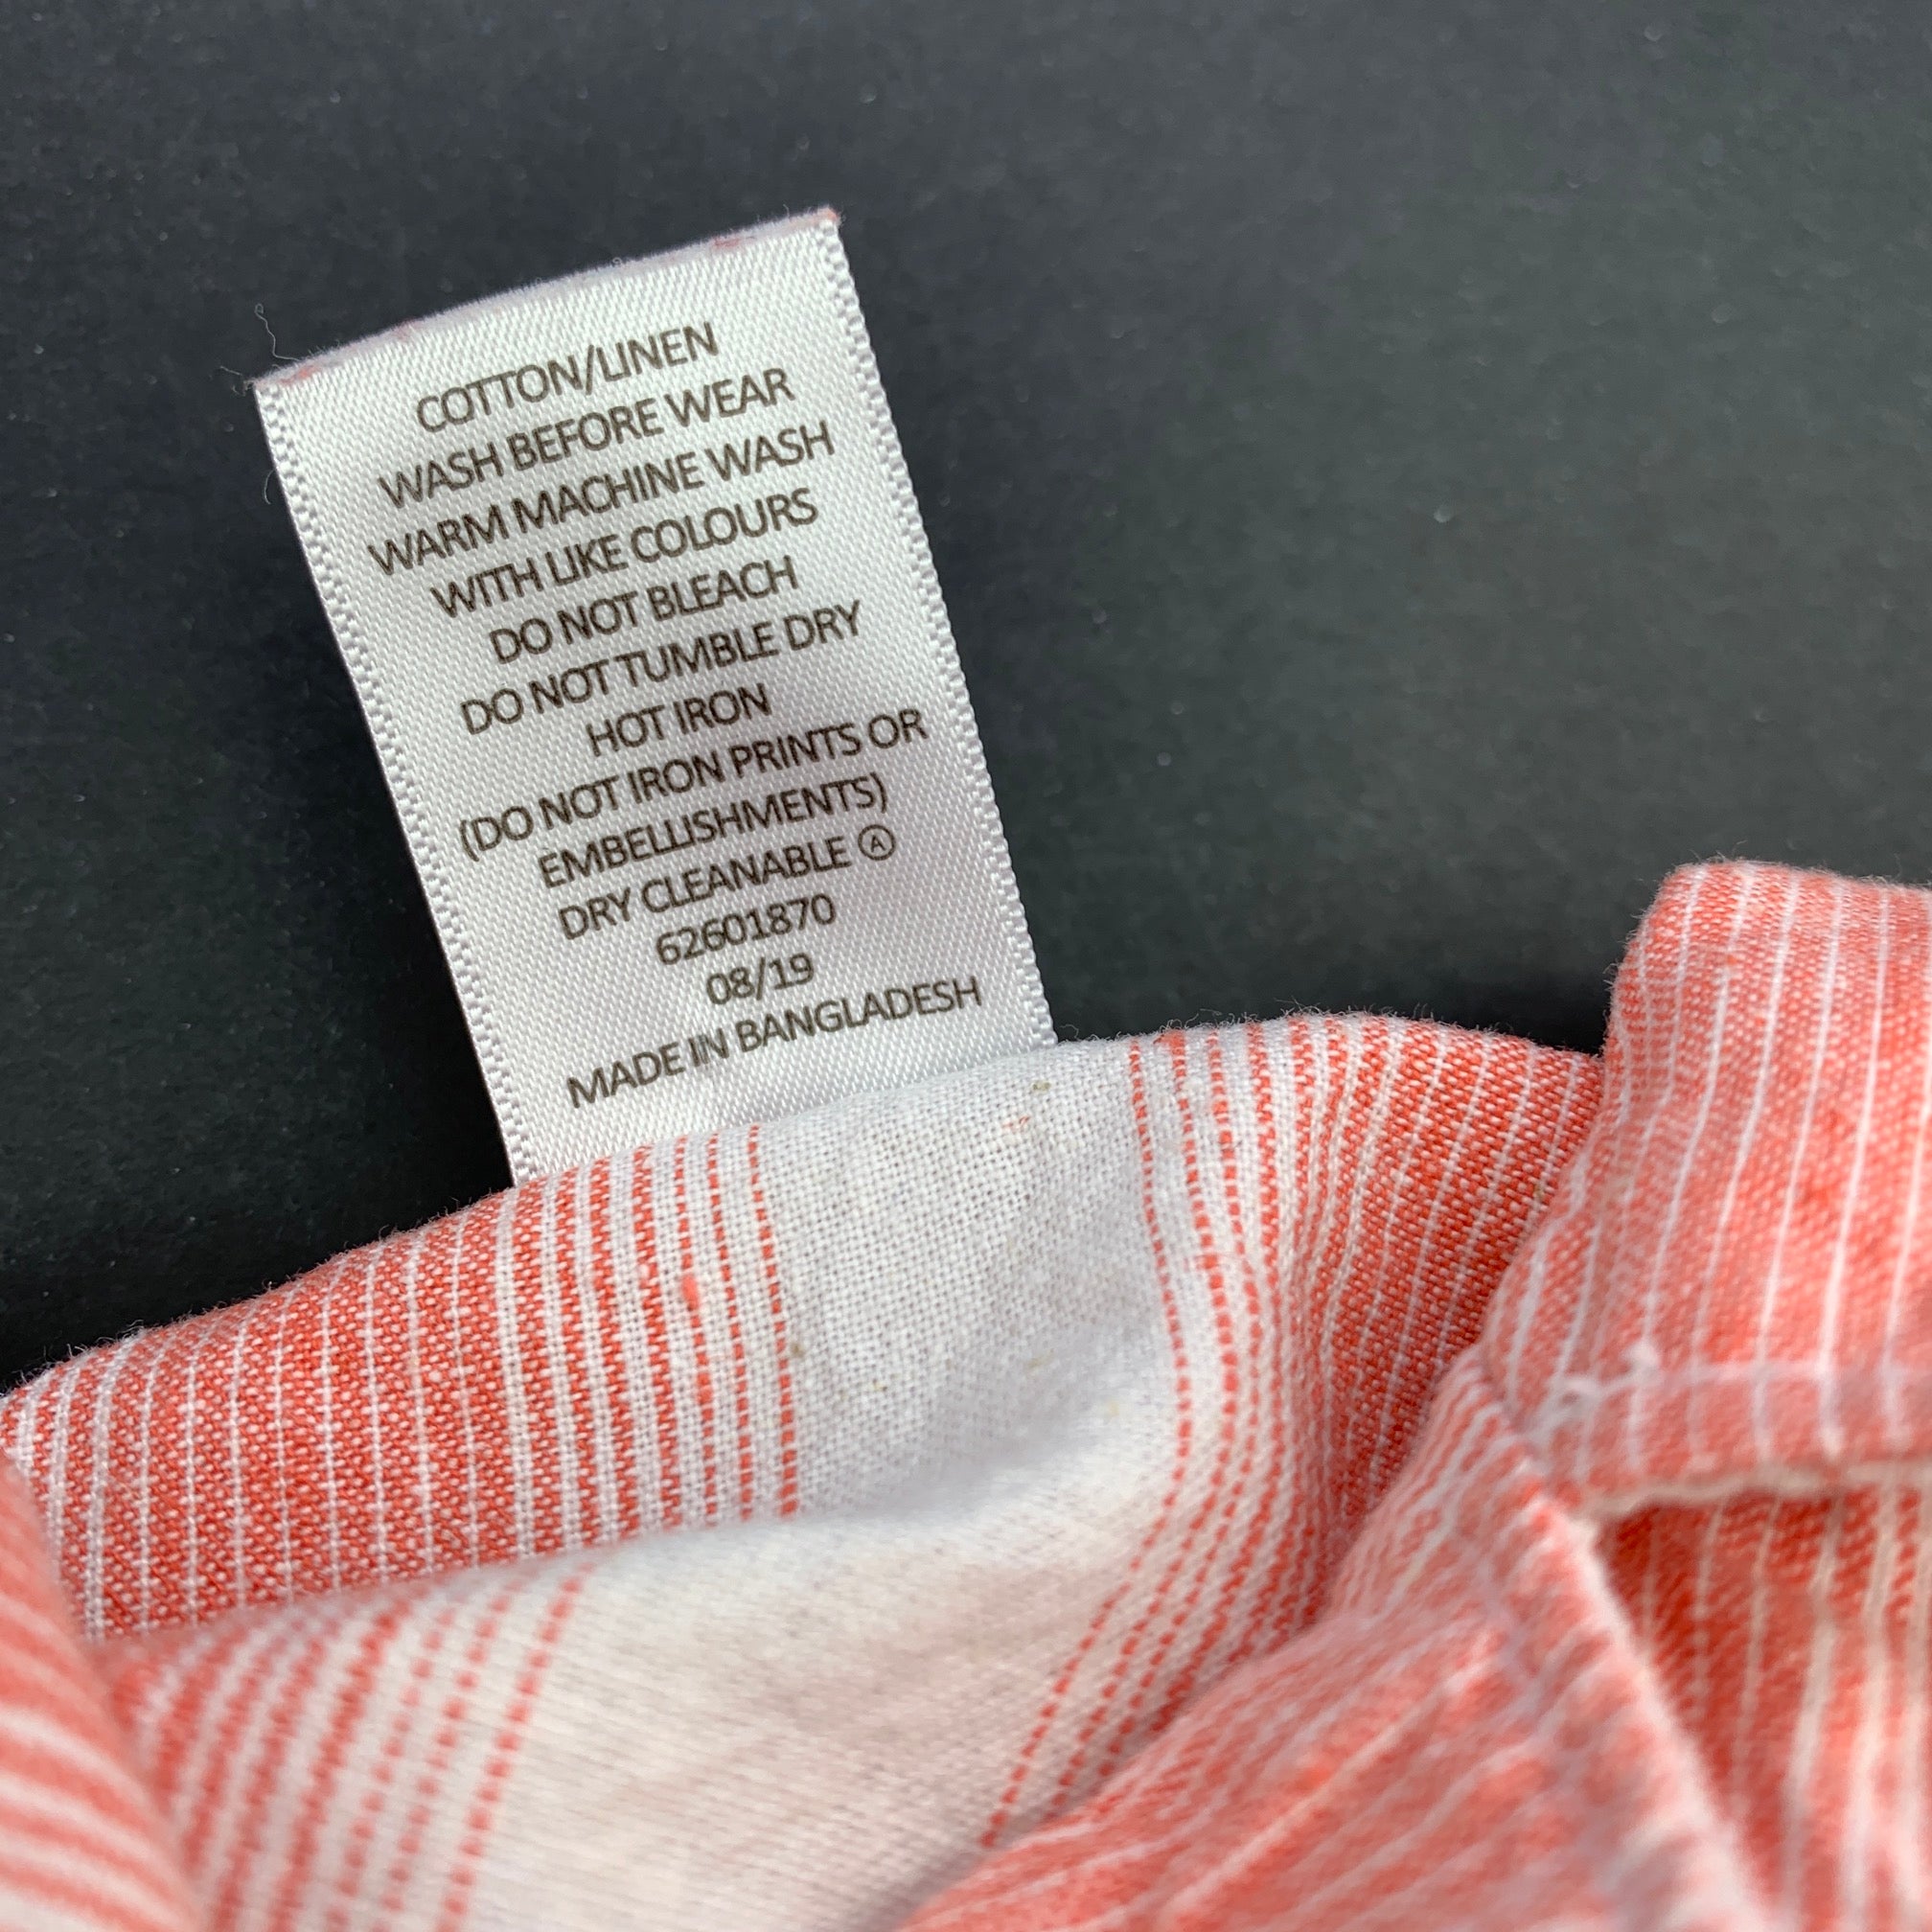 COTTON/LINEN
WASH BEFORE WEAR
WARM MACHINE WASH
WITH LIKE COLOURS
DO NOT BLEACH
DO NOT TUMBLE DRY
HOT IRON
(DO NOT IRON PRINTS OR
EMBELLISHMENTS)
DRY CLEANABLE Ⓐ
62601870
08/19
MADE IN BANGLADESH